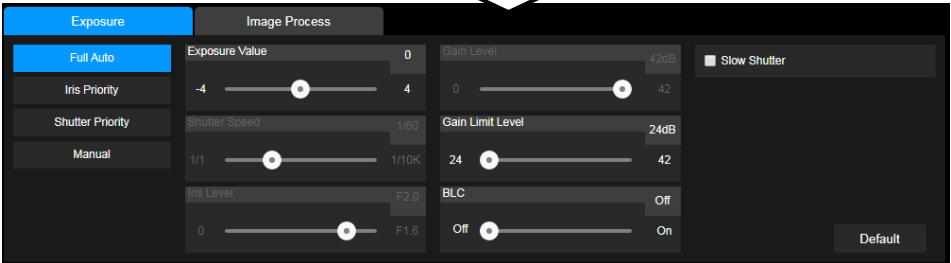 Exposure
Image Process
Full Auto
Iris Priority
Shutter Priority
Manual
Exposure Value 0
-4 4
Shutter Speed 1/60
1/1 1/10K
Iris Level F2.0
0 F1.6
Gain Level 42dB
0 42
Gain Limit Level 24dB
24 42
BLC Off
Off On
Slow Shutter
Default